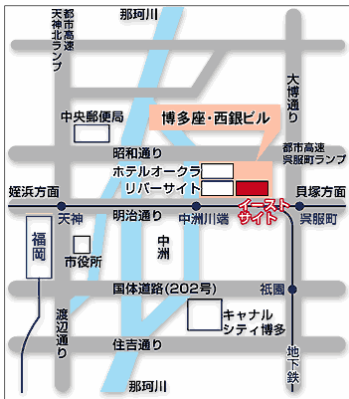 那珂川
都市高速
天神北ランプ
大博通り
中央郵便局
博多座・西銀ビル
昭和通り
都市高速
呉服町ランプ
ホテルオークラ
リバーサイト
姪浜方面
貝塚方面
イースト
サイト
天神
明治通り
中洲川端
呉服町
福岡
市役所
中洲
国体道路(202号)
祇園
渡辺通り
キャナル
シティ博多
住吉通り
地下鉄
那珂川